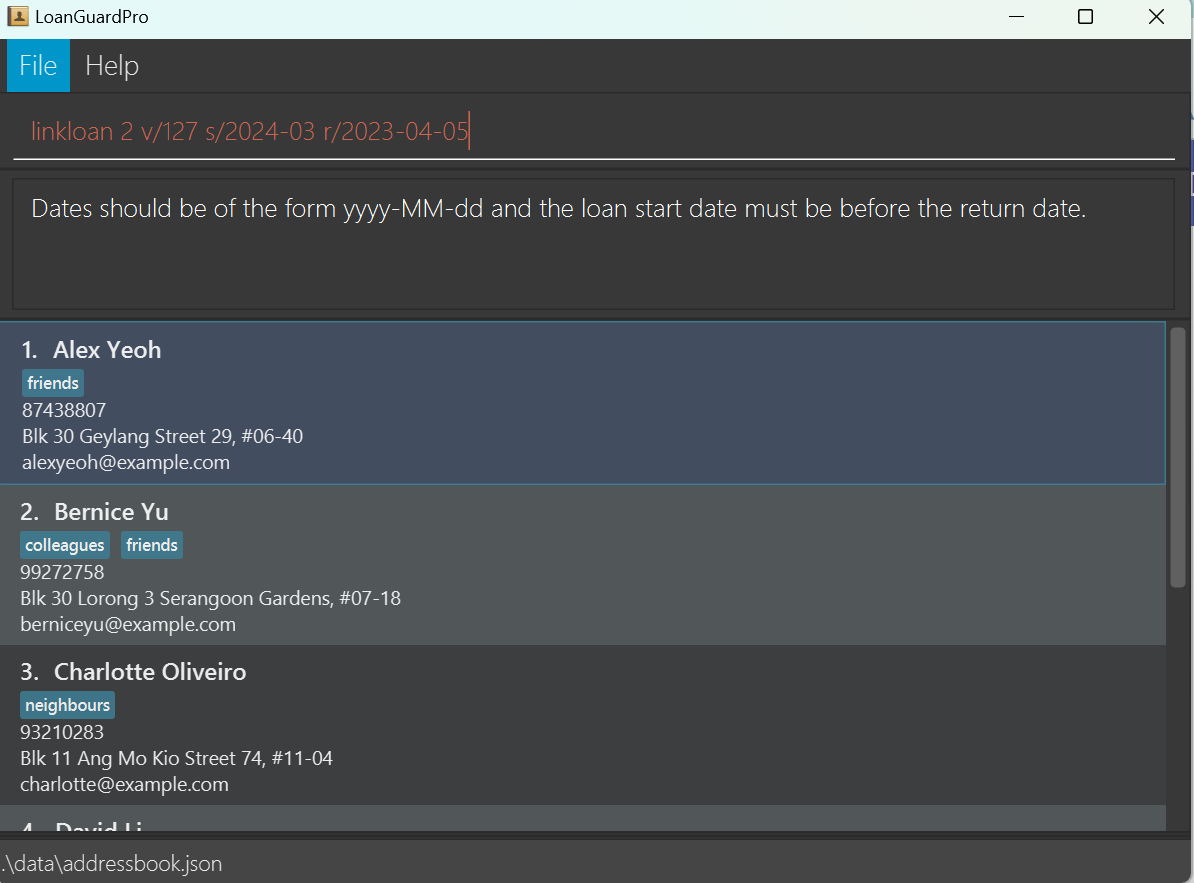 LoanGuardPro
File Help
linkloan 2 v/127 s/2024-03 r/2023-04-05
Dates should be of the form yyyy-MM-dd and the loan start date must be before the return date.
1. Alex Yeoh
friends
87438807
Blk 30 Geylang Street 29, #06-40
alexyeoh@example.com
2. Bernice Yu
colleagues friends
99272758
Blk 30 Lorong 3 Serangoon Gardens, #07-18
berniceyu@example.com
3. Charlotte Oliveiro
neighbours
93210283
Blk 11 Ang Mo Kio Street 74, #11-04
charlotte@example.com
4. David Li
.\data\addressbook.json